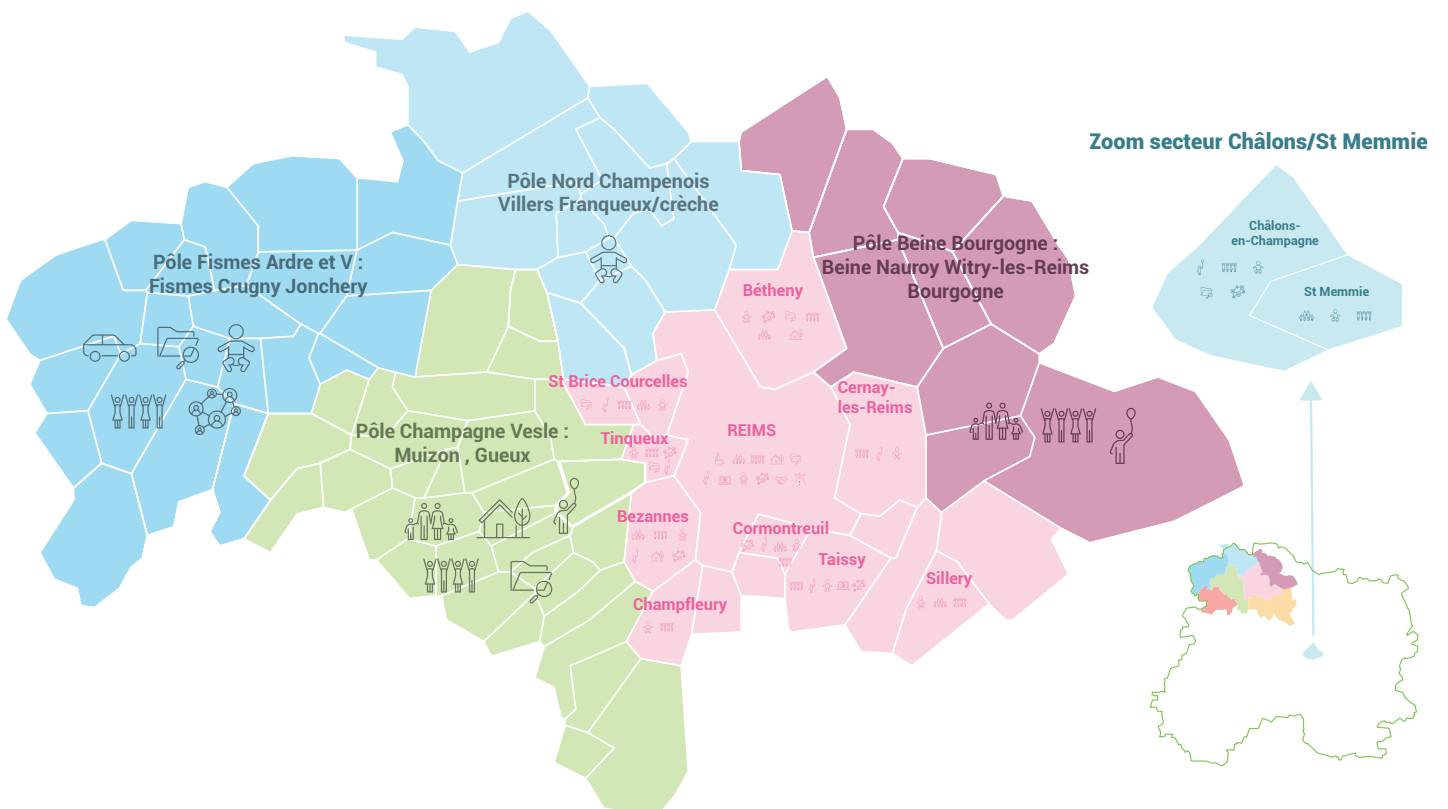 Zoom secteur Châlons/St Memmie
Pôle Nord Champenois
Villers Franqueux/crèche
Châlons-
en-Champagne
St Memmie
Pôle Fismes Ardre et V :
Fismes Crugny Jonchery
Pôle Beine Bourgogne :
Beine Nauroy Witry-les-Reims
Bourgogne
Bétheny
St Brice Courcelles
Cernay-
les-Reims
Pôle Champagne Vesle :
Muizon , Gueux
Tinqueux
REIMS
Bezannes
Cormontreuil
Taissy
Sillery
Champfleury